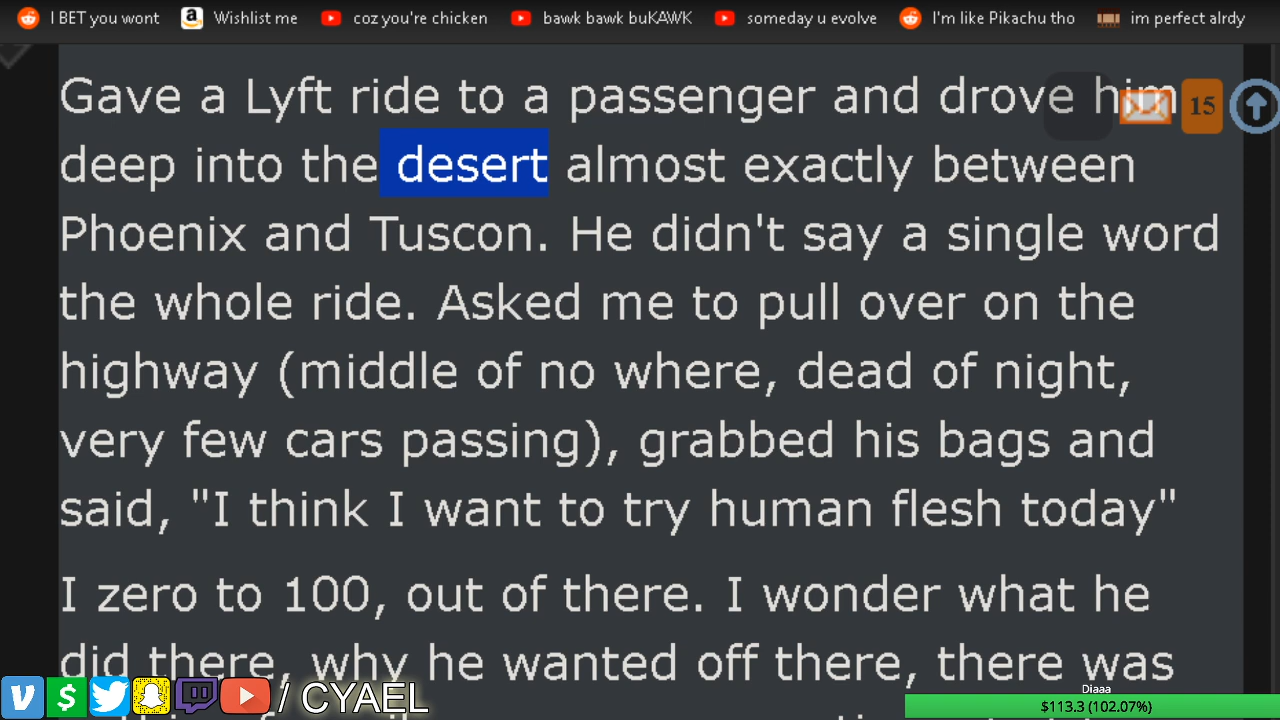 I BET you wont Wishlist me coz you're chicken bawk bawk buKAWK someday u evolve I'm like Pikachu tho im perfect alrdy
Gave a Lyft ride to a passenger and drove him
15
deep into the desert almost exactly between
Phoenix and Tuscon. He didn't say a single word
the whole ride. Asked me to pull over on the
highway (middle of no where, dead of night,
very few cars passing), grabbed his bags and
said, "I think I want to try human flesh today"
I zero to 100, out of there. I wonder what he
did there, why he wanted off there, there was
/ CYAEL
Diaaa
$113.3 (102.07%)